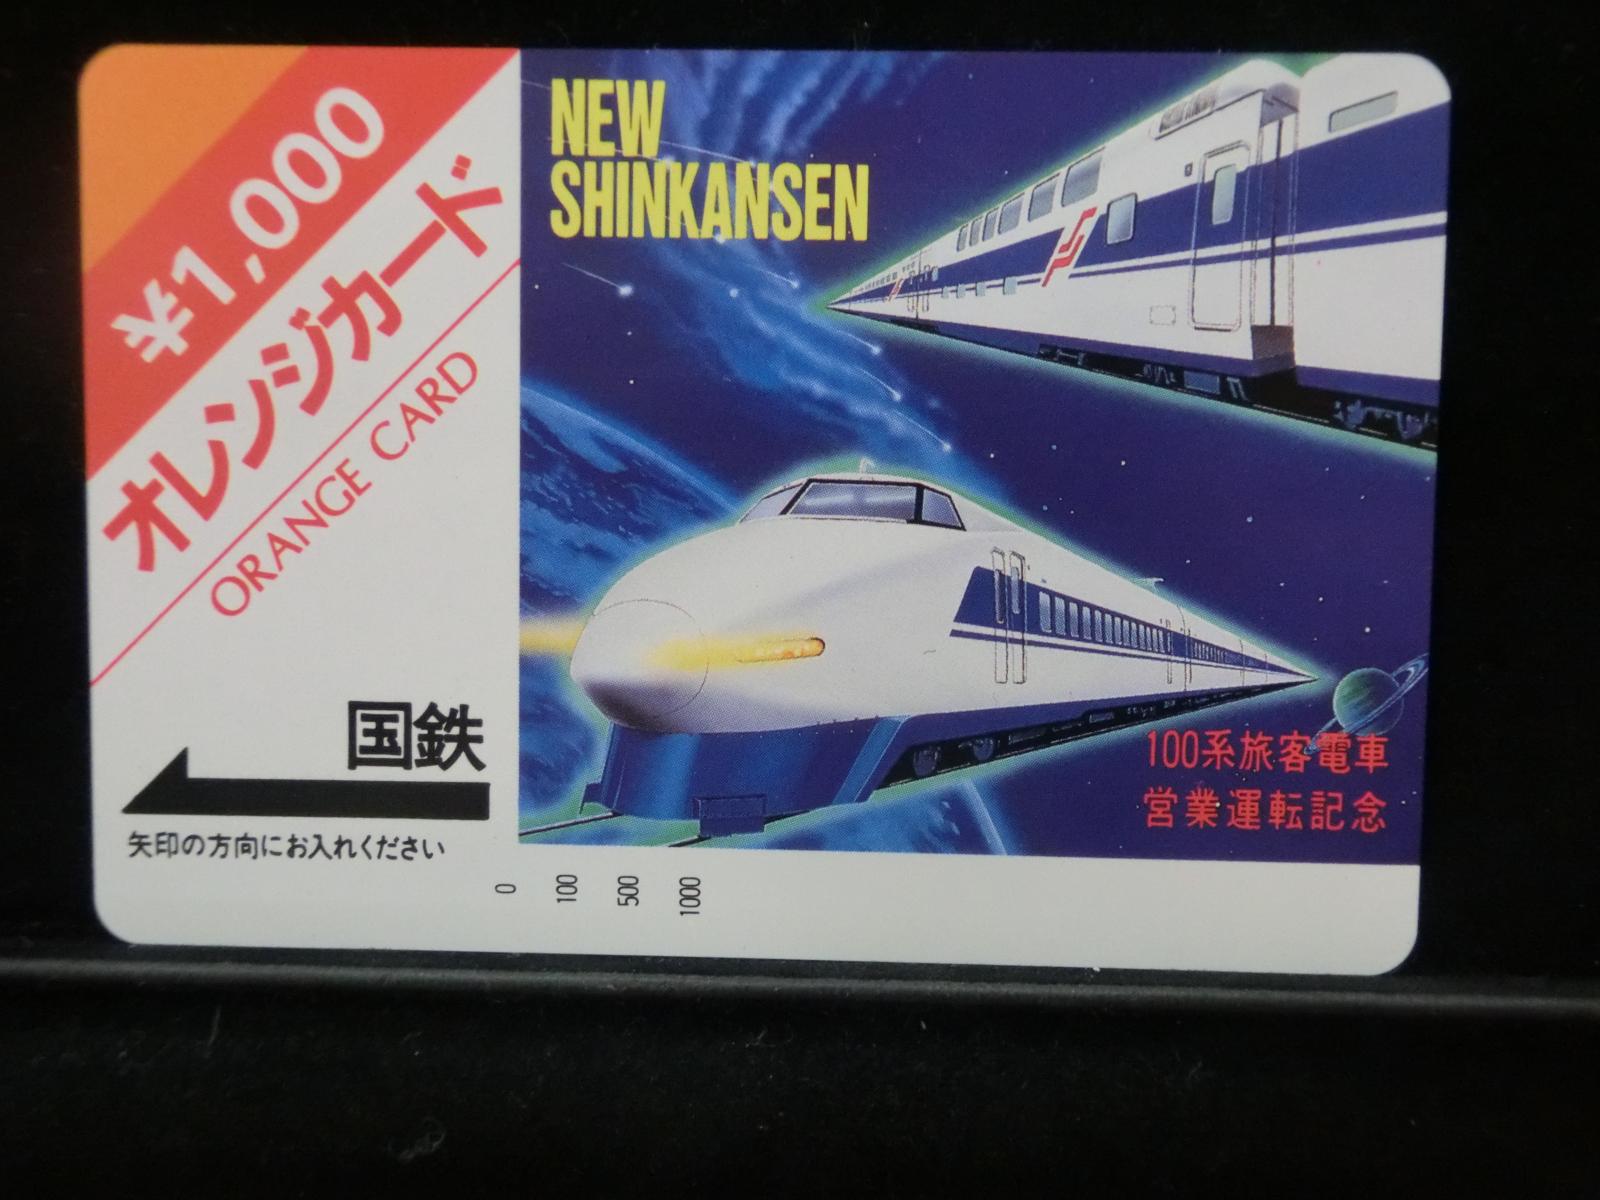 ¥1,000
オレンジカード
ORANGE CARD
国鉄
矢印の方向にお入れください
NEW
SHINKANSEN
100系旅客電車
営業運転記念
0 100 500 1000